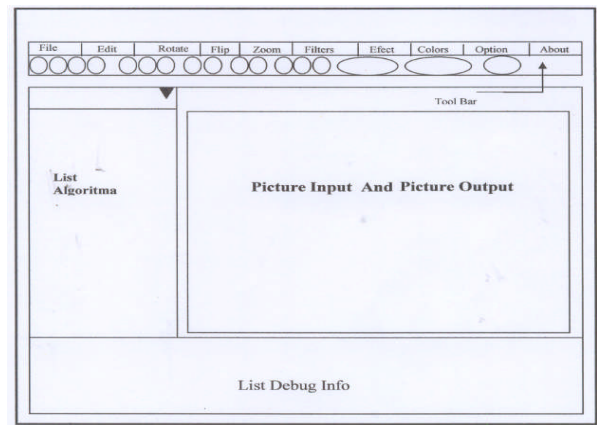 File Edit Rotate Flip Zoom Filters Efect Colors Option About
Tool Bar
List
Algoritma
Picture Input And Picture Output
List Debug Info